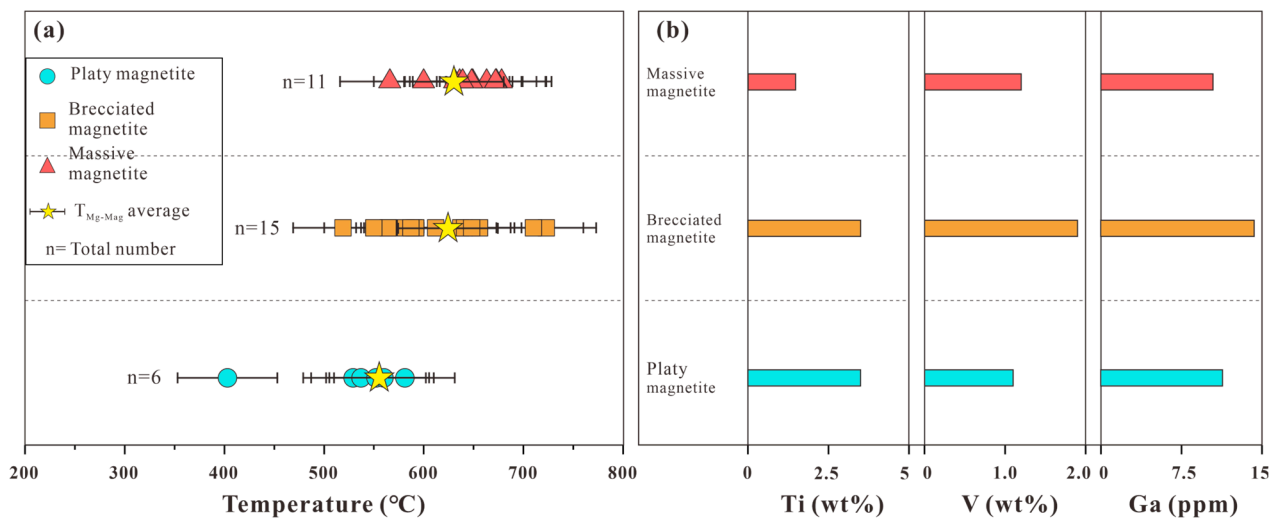 (a)
Platy magnetite
Brecciated
magnetite
Massive
magnetite
T Mg-Mag average
n= Total number
n=11
n=15
n=6
200 300 400 500 600 700 800
Temperature (℃)
(b)
Massive
magnetite
Brecciated
magnetite
Platy
magnetite
0 2.5 5
Ti (wt%)
0 1.0 2.0
V (wt%)
0 7.5 15
Ga (ppm)